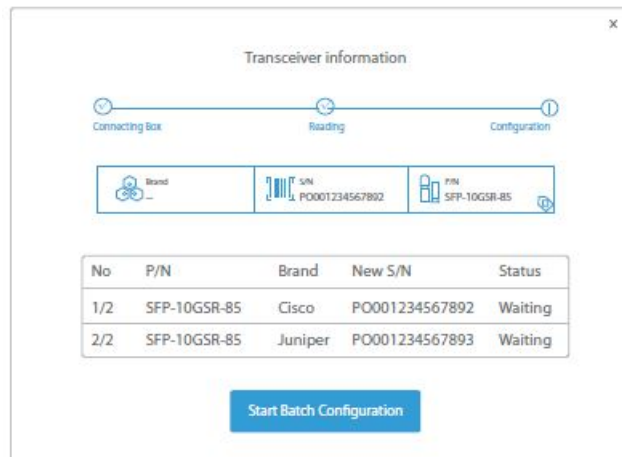 x
Transceiver information
Connecting Box Reading Configuration
Brand S/N P/N
-- PO001234567892 SFP-10GSR-85
No P/N Brand New S/N Status
1/2 SFP-10GSR-85 Cisco PO001234567892 Waiting
2/2 SFP-10GSR-85 Juniper PO001234567893 Waiting
Start Batch Configuration